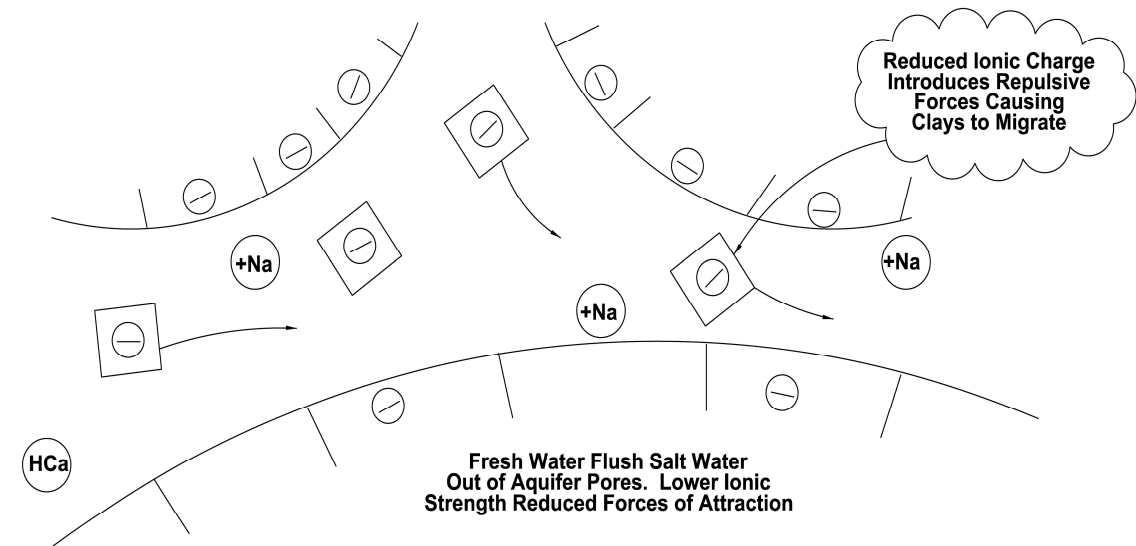 Reduced Ionic Charge
Introduces Repulsive
Forces Causing
Clays to Migrate
+Na
+Na
+Na
HCa
Fresh Water Flush Salt Water
Out of Aquifer Pores. Lower Ionic
Strength Reduced Forces of Attraction